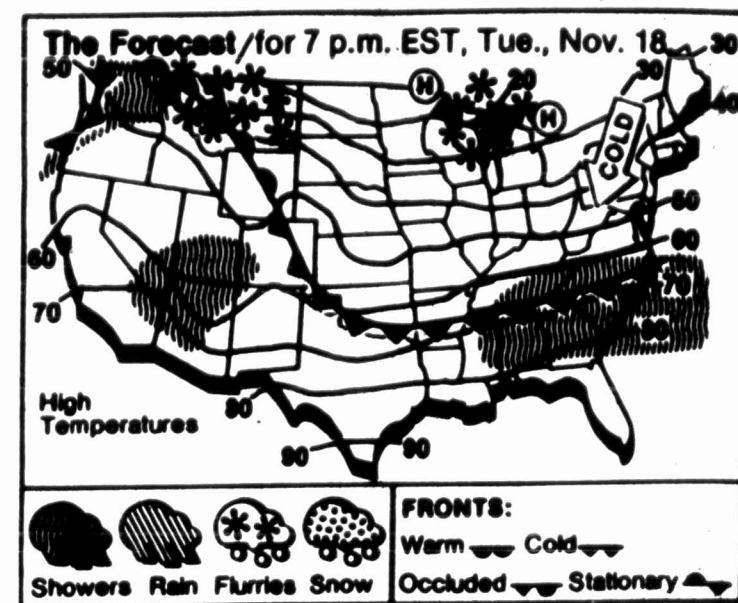 The Forecast/for 7 p.m. EST, Tue., Nov. 18
30
50
H
20
30
H
40
COLD
50
60
60
70
70
80
High
Temperatures
80
90
90
Showers Rain Flurries Snow
FRONTS:
Warm Cold
Occluded Stationary